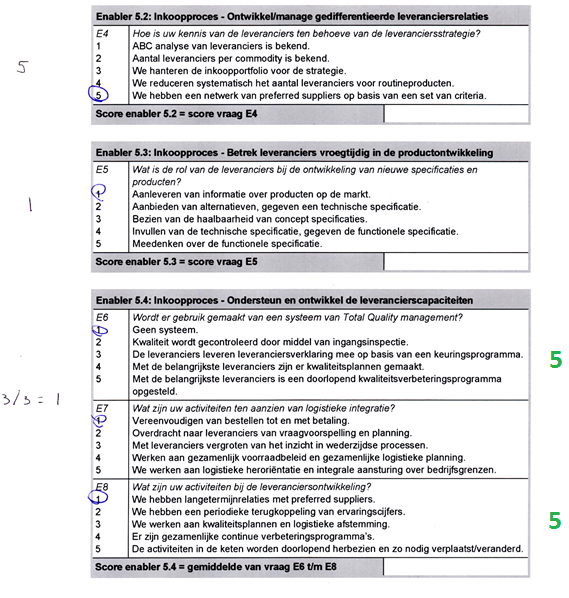 Enabler 5.2: Inkoopproces - Ontwikkel/manage gedifferentieerde leveranciersrelaties
E4 Hoe is uw kennis van de leveranciers ten behoeve van de leveranciersstrategie?
1 ABC analyse van leveranciers is bekend.
2 Aantal leveranciers per commodity is bekend.
5
3 We hanteren de inkoopportfolio voor de strategie.
4 We reduceren systematisch het aantal leveranciers voor routineproducten.
5 We hebben een netwerk van preferred suppliers op basis van een set van criteria.
Score enabler 5.2 = score vraag E4
Enabler 5.3: Inkoopproces - Betrek leveranciers vroegtijdig in de productontwikkeling
E5 Wat is de rol van de leveranciers bij de ontwikkeling van nieuwe specificaties en
producten?
1 Aanleveren van informatie over producten op de markt.
1
2 Aanbieden van alternatieven, gegeven een technische specificatie.
3 Bezien van de haalbaarheid van concept specificaties.
4 Invullen van de technische specificatie, gegeven de functionele specificatie.
5 Meedenken over de functionele specificatie.
Score enabler 5.3 = score vraag E5
Enabler 5.4: Inkoopproces - Ondersteun en ontwikkel de leverancierscapaciteiten
E6 Wordt er gebruik gemaakt van een systeem van Total Quality management?
1 Geen systeem.
2 Kwaliteit wordt gecontroleerd door middel van ingangsinspectie.
3 De leveranciers leveren leveranciersverklaring mee op basis van een keuringsprogramma.
5
4 Met de belangrijkste leveranciers zijn er kwaliteitsplannen gemaakt.
5 Met de belangrijkste leveranciers is een doorlopend kwaliteitsverbeteringsprogramma
opgesteld.
3/3 = 1
E7 Wat zijn uw activiteiten ten aanzien van logistieke integratie?
1 Vereenvoudigen van bestellen tot en met betaling.
2 Overdracht naar leveranciers van vraagvoorspelling en planning.
3 Met leveranciers vergroten van het inzicht in wederzijdse processen.
4 Werken aan gezamenlijk voorraadbeleid en gezamenlijke logistieke planning.
5 We werken aan logistieke heroriëntatie en integrale aansturing over bedrijfsgrenzen.
E8 Wat zijn uw activiteiten bij de leveranciersontwikkeling?
1 We hebben langetermijnrelaties met preferred suppliers.
2 We hebben een periodieke terugkoppeling van ervaringscijfers.
3 We werken aan kwaliteitsplannen en logistieke afstemming.
5
4 Er zijn gezamenlijke continue verbeteringsprogramma's.
5 De activiteiten in de keten worden doorlopend herbezien en zo nodig verplaatst/veranderd.
Score enabler 5.4 = gemiddelde van vraag E6 t/m E8